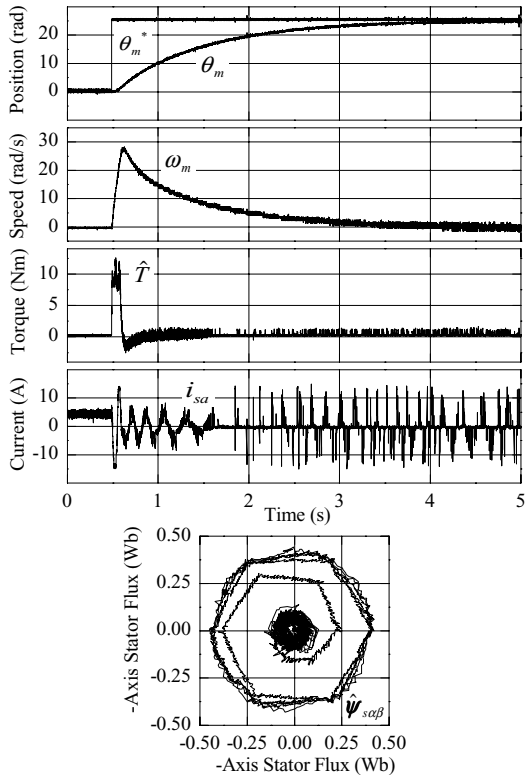 Position (rad)
30
20
10
0
θm*
θm
Speed (rad/s)
30
20
10
0
ωm
Torque (Nm)
10
5
0
T̂
Current (A)
10
0
-10
isa
0 1 2 3 4 5
Time (s)
-Axis Stator Flux (Wb)
0.50
0.25
0.00
-0.25
-0.50
ψ̂sαβ
-0.50 -0.25 0.00 0.25 0.50
-Axis Stator Flux (Wb)